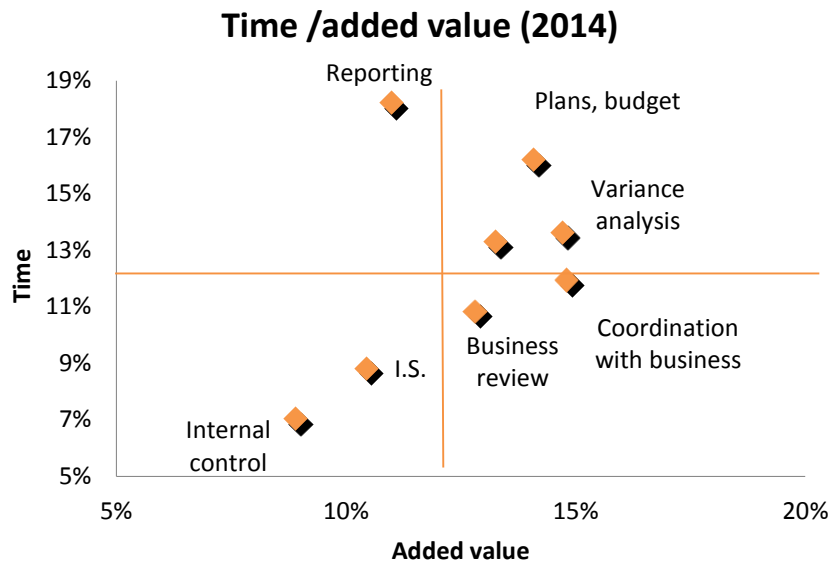 Time /added value (2014)
Reporting
19%
Plans, budget
17%
Variance
analysis
15%
13%
Time
11%
Coordination
with business
Business
review
9%
I.S.
7%
Internal
control
5%
5%
10%
15%
20%
Added value